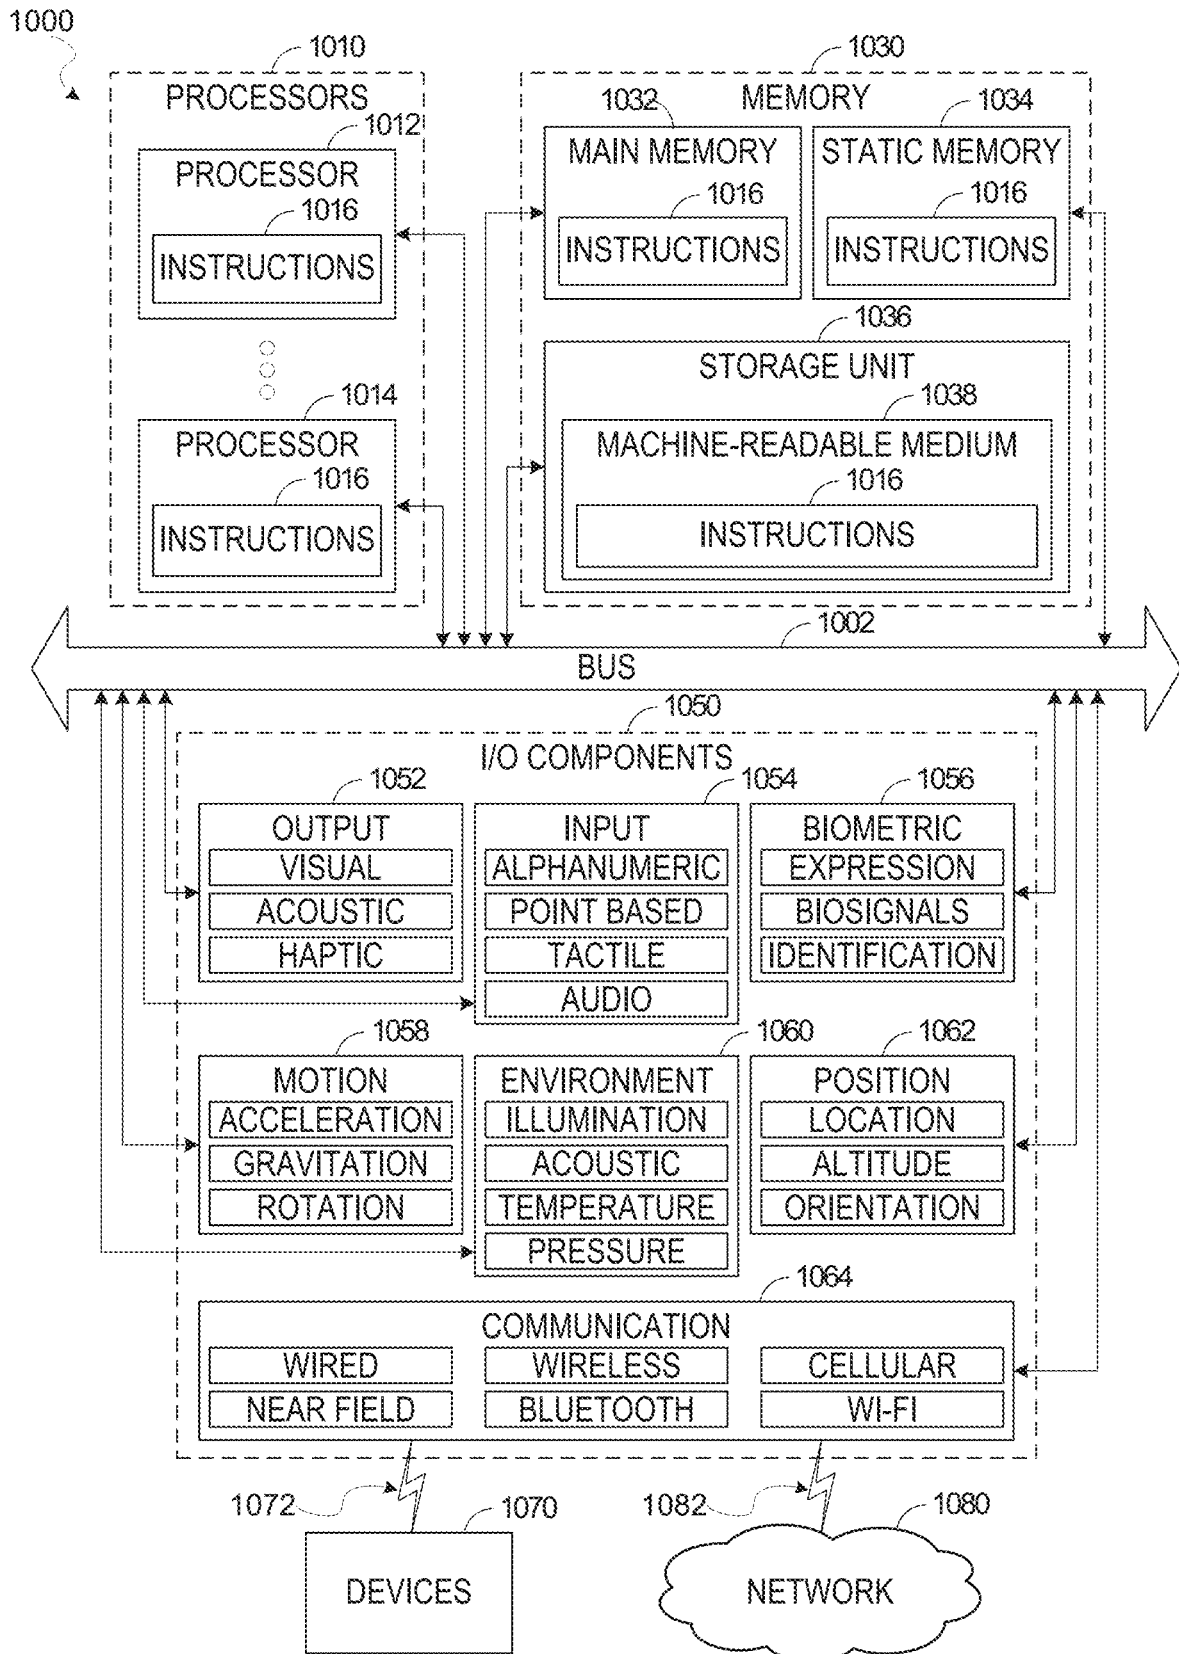 1000
1010
PROCESSORS
1012
PROCESSOR
1016
INSTRUCTIONS
1014
PROCESSOR
1016
INSTRUCTIONS
1030
MEMORY
1032
MAIN MEMORY
1016
INSTRUCTIONS
1034
STATIC MEMORY
1016
INSTRUCTIONS
1036
STORAGE UNIT
1038
MACHINE-READABLE MEDIUM
1016
INSTRUCTIONS
1002
BUS
1050
I/O COMPONENTS
1052
OUTPUT
VISUAL
ACOUSTIC
HAPTIC
1054
INPUT
ALPHANUMERIC
POINT BASED
TACTILE
AUDIO
1056
BIOMETRIC
EXPRESSION
BIOSIGNALS
IDENTIFICATION
1058
MOTION
ACCELERATION
GRAVITATION
ROTATION
1060
ENVIRONMENT
ILLUMINATION
ACOUSTIC
TEMPERATURE
PRESSURE
1062
POSITION
LOCATION
ALTITUDE
ORIENTATION
1064
COMMUNICATION
WIRED
WIRELESS
CELLULAR
NEAR FIELD
BLUETOOTH
WI-FI
1072
1070
DEVICES
1082
1080
NETWORK